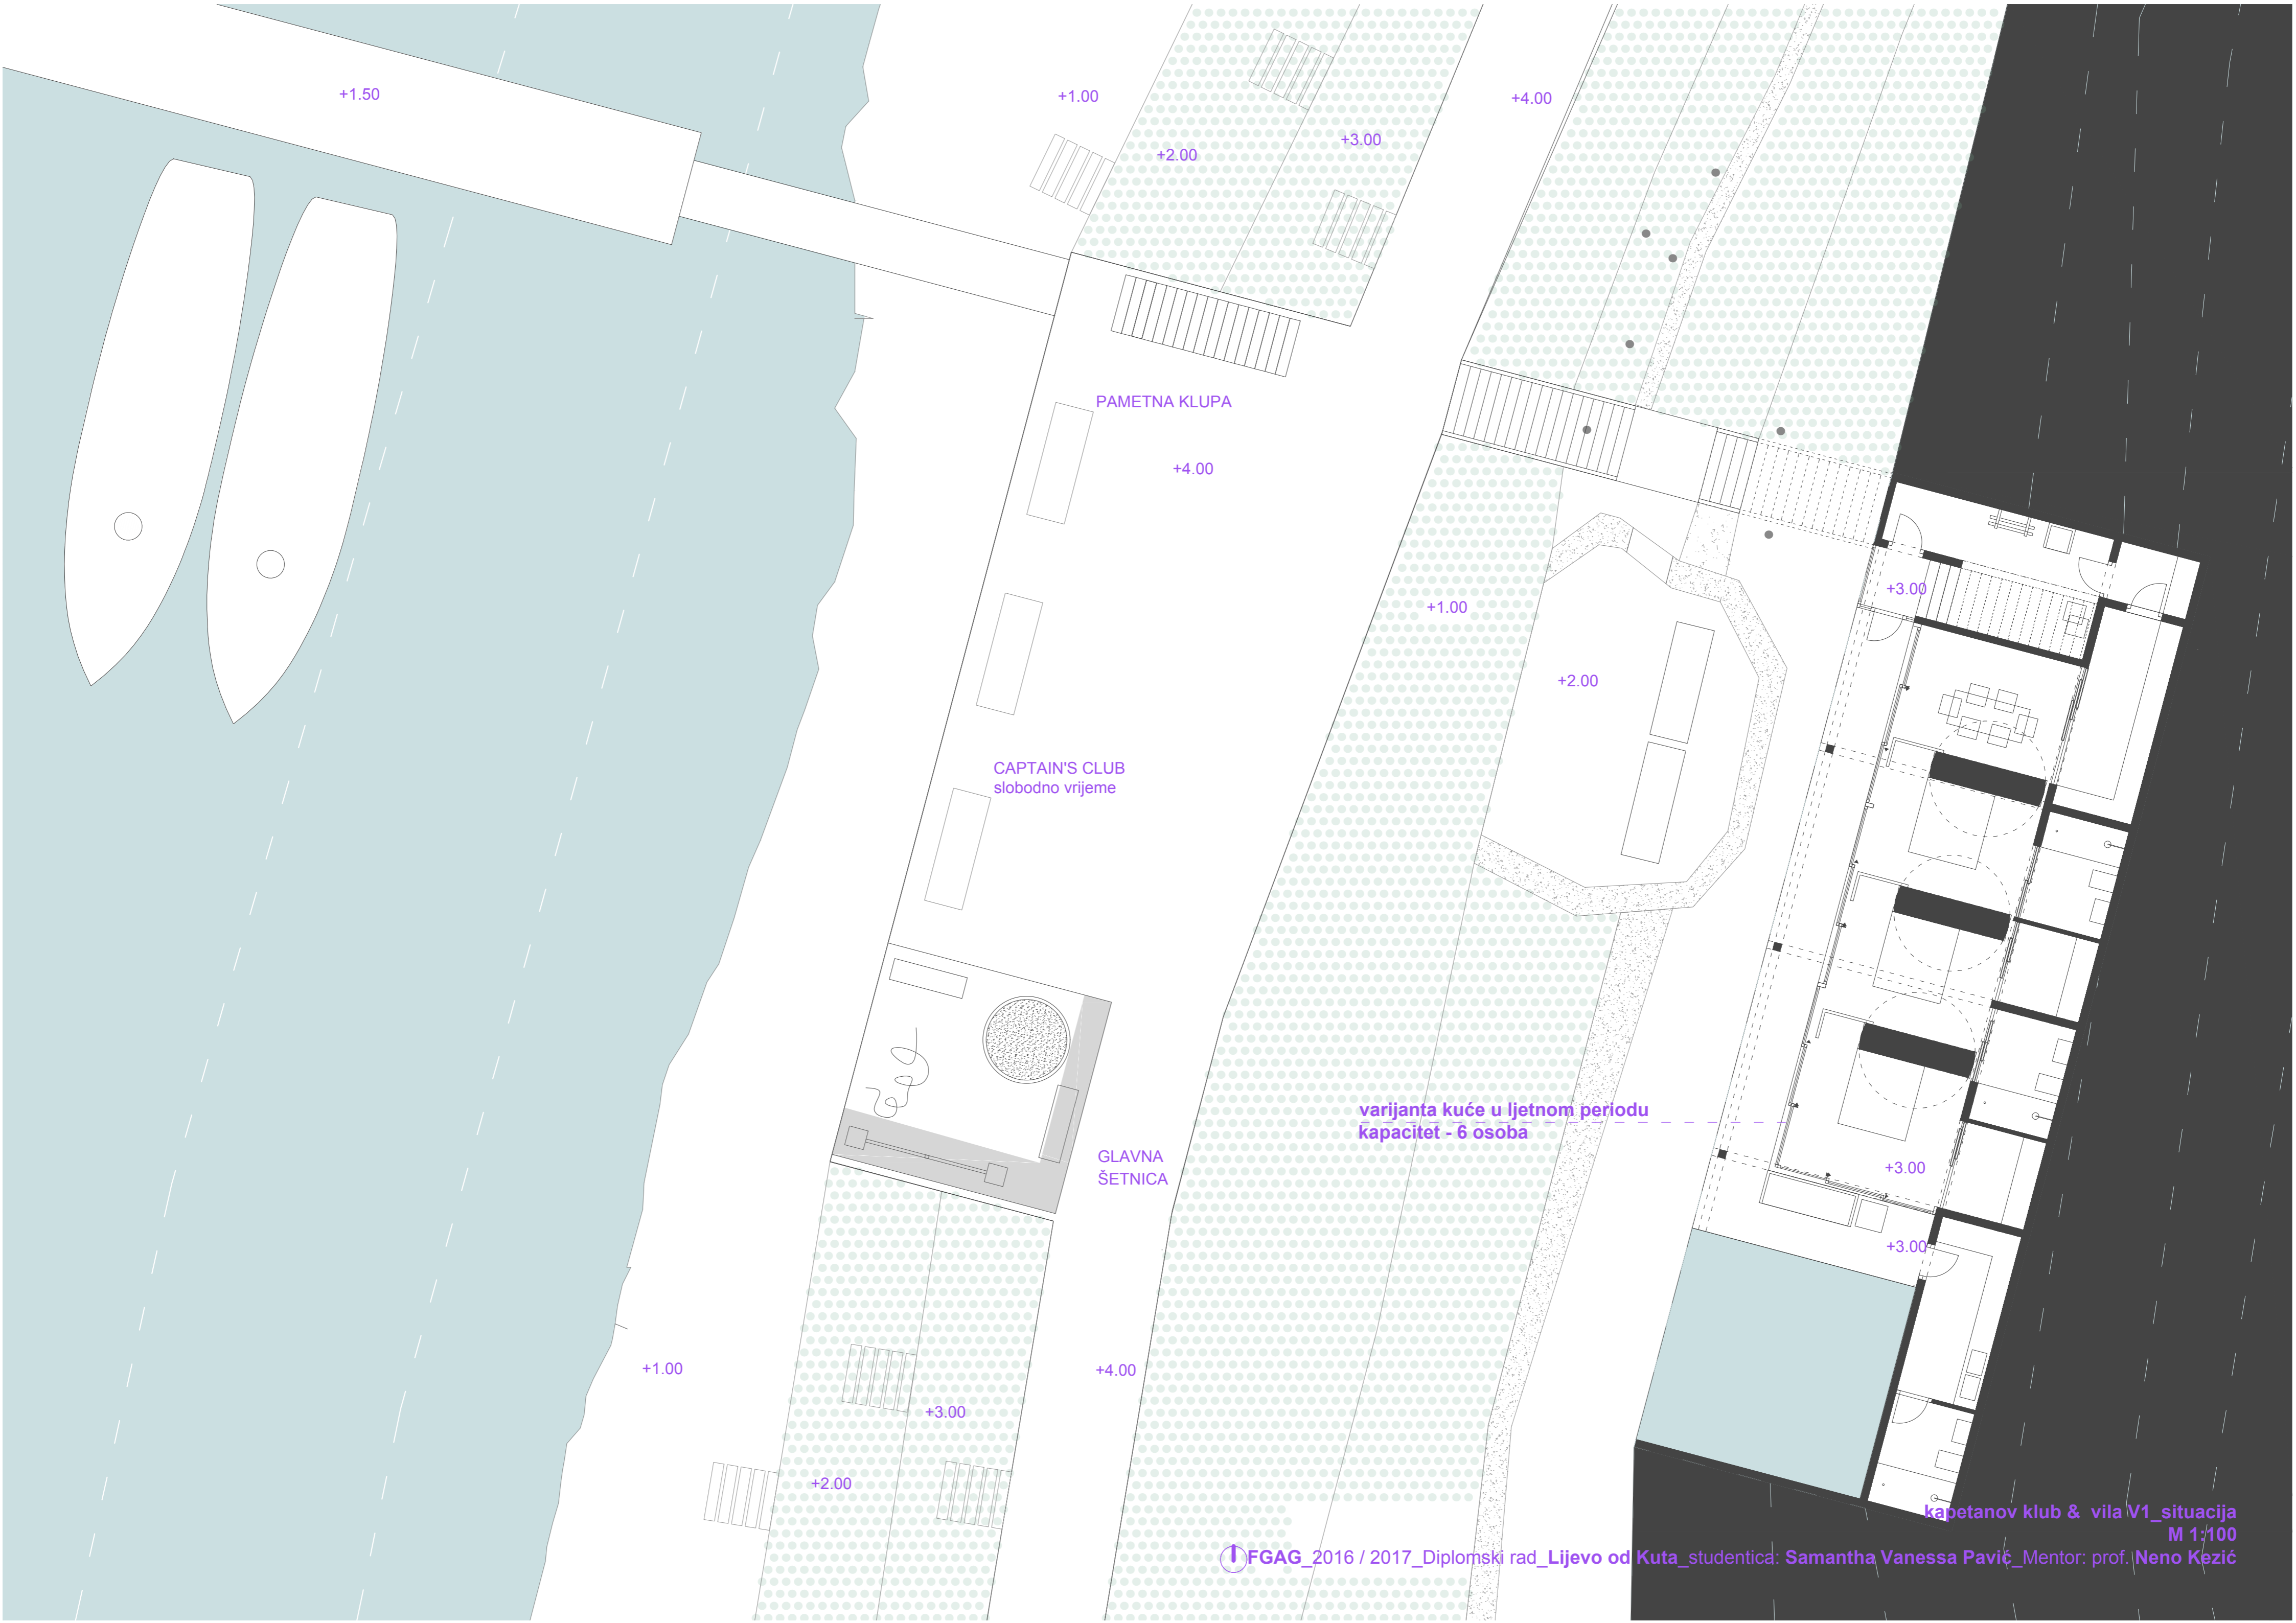 +1.50
+1.00
+4.00
+3.00
+2.00
PAMETNA KLUPA
+4.00
+3.00
+1.00
+2.00
CAPTAIN'S CLUB
slobodno vrijeme
varijanta kuće u ljetnom periodu
kapacitet - 6 osoba
GLAVNA
ŠETNICA
+3.00
+3.00
+1.00
+4.00
+3.00
+2.00
kapetanov klub & vila V1_situacija
M 1:100
FGAG_2016 / 2017_Diplomski rad_Lijevo od Kuta_studentica: Samantha Vanessa Pavić_Mentor: prof. Neno Kezić